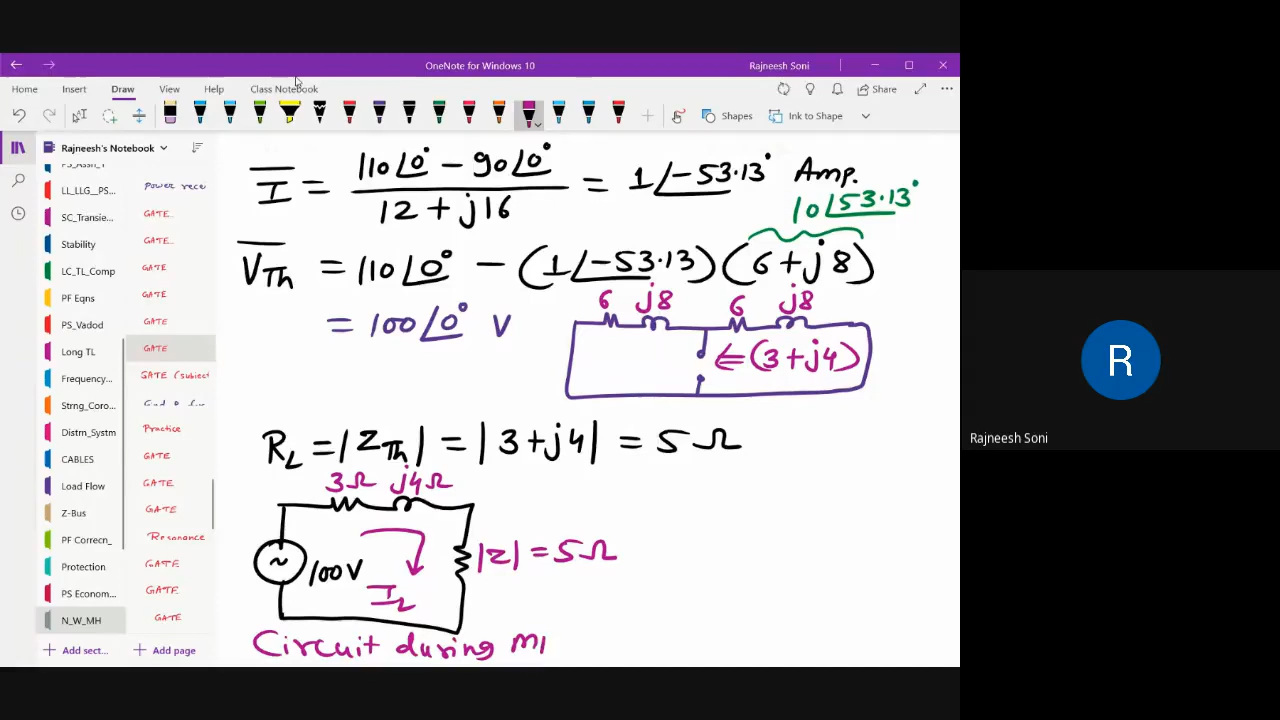 OneNote for Windows 10
Rajneesh Soni
Home Insert Draw View Help Class Notebook
Share
Shapes
Ink to Shape
Rajneesh's Notebook
LL_LLG_PS...
SC_Transie...
Stability
LC_TL_Comp
PF Eqns
PS_Vadod
Long TL
Frequency...
Strng_Coro...
Distrm_Systm
CABLES
Load Flow
Z-Bus
PF Correcn_
Protection
PS Econom...
N_W_MH
Add sect...
Power rece
GATE
GATE
GATE
GATE
GATE
GATE
GATE (subject
Practice
GATE
GATE
GATE
Resonance
GATE
GATE
GATE
Add page
I = 110∠0° - 90∠0° / 12 + j16 = 1∠-53.13° Amp.
10∠53.13°
VTh = 110∠0° - (1∠-53.13)(6+j8)
= 100∠0° V
6 j8 6 j8
⇐(3+j4)
RL = |ZTh| = |3+j4| = 5Ω
3Ω j4Ω
100V
IL
|Z| = 5Ω
Circuit during
R
Rajneesh Soni